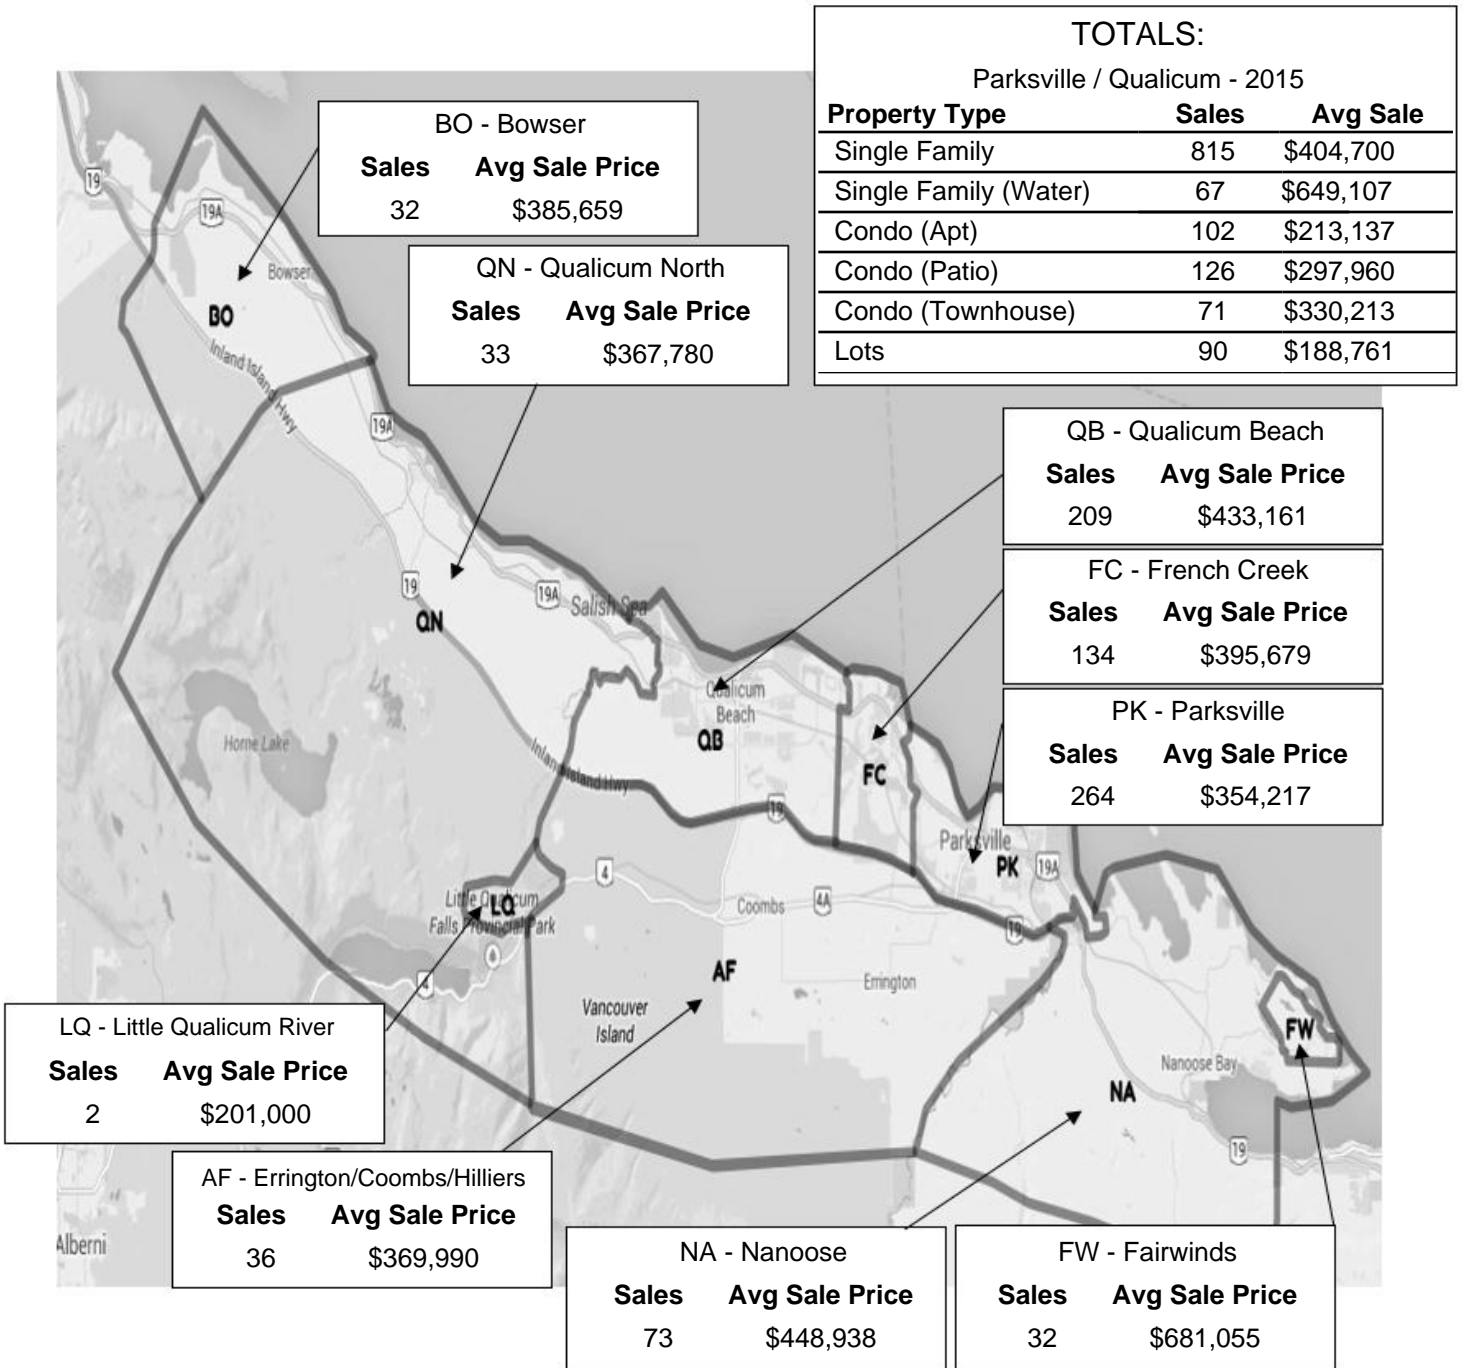 TOTALS:
Parksville / Qualicum - 2015
Property Type Sales Avg Sale
Single Family 815 $404,700
Single Family (Water) 67 $649,107
Condo (Apt) 102 $213,137
Condo (Patio) 126 $297,960
Condo (Townhouse) 71 $330,213
Lots 90 $188,761
BO - Bowser
Sales Avg Sale Price
32 $385,659
QN - Qualicum North
Sales Avg Sale Price
33 $367,780
QB - Qualicum Beach
Sales Avg Sale Price
209 $433,161
FC - French Creek
Sales Avg Sale Price
134 $395,679
PK - Parksville
Sales Avg Sale Price
264 $354,217
LQ - Little Qualicum River
Sales Avg Sale Price
2 $201,000
AF - Errington/Coombs/Hilliers
Sales Avg Sale Price
36 $369,990
NA - Nanoose
Sales Avg Sale Price
73 $448,938
FW - Fairwinds
Sales Avg Sale Price
32 $681,055
19
19A
Bowser
BO
Inland Island Hwy
19A
19
19A
Salish Sea
QN
Qualicum
Beach
QB
Horne Lake
Inland Island Hwy
FC
19
Parksville
PK
19A
4
Little Qualicum
Falls Provincial Park
LQ
Coombs
4A
19
4
AF
Errington
Vancouver
Island
FW
Nanoose Bay
NA
19
Alberni